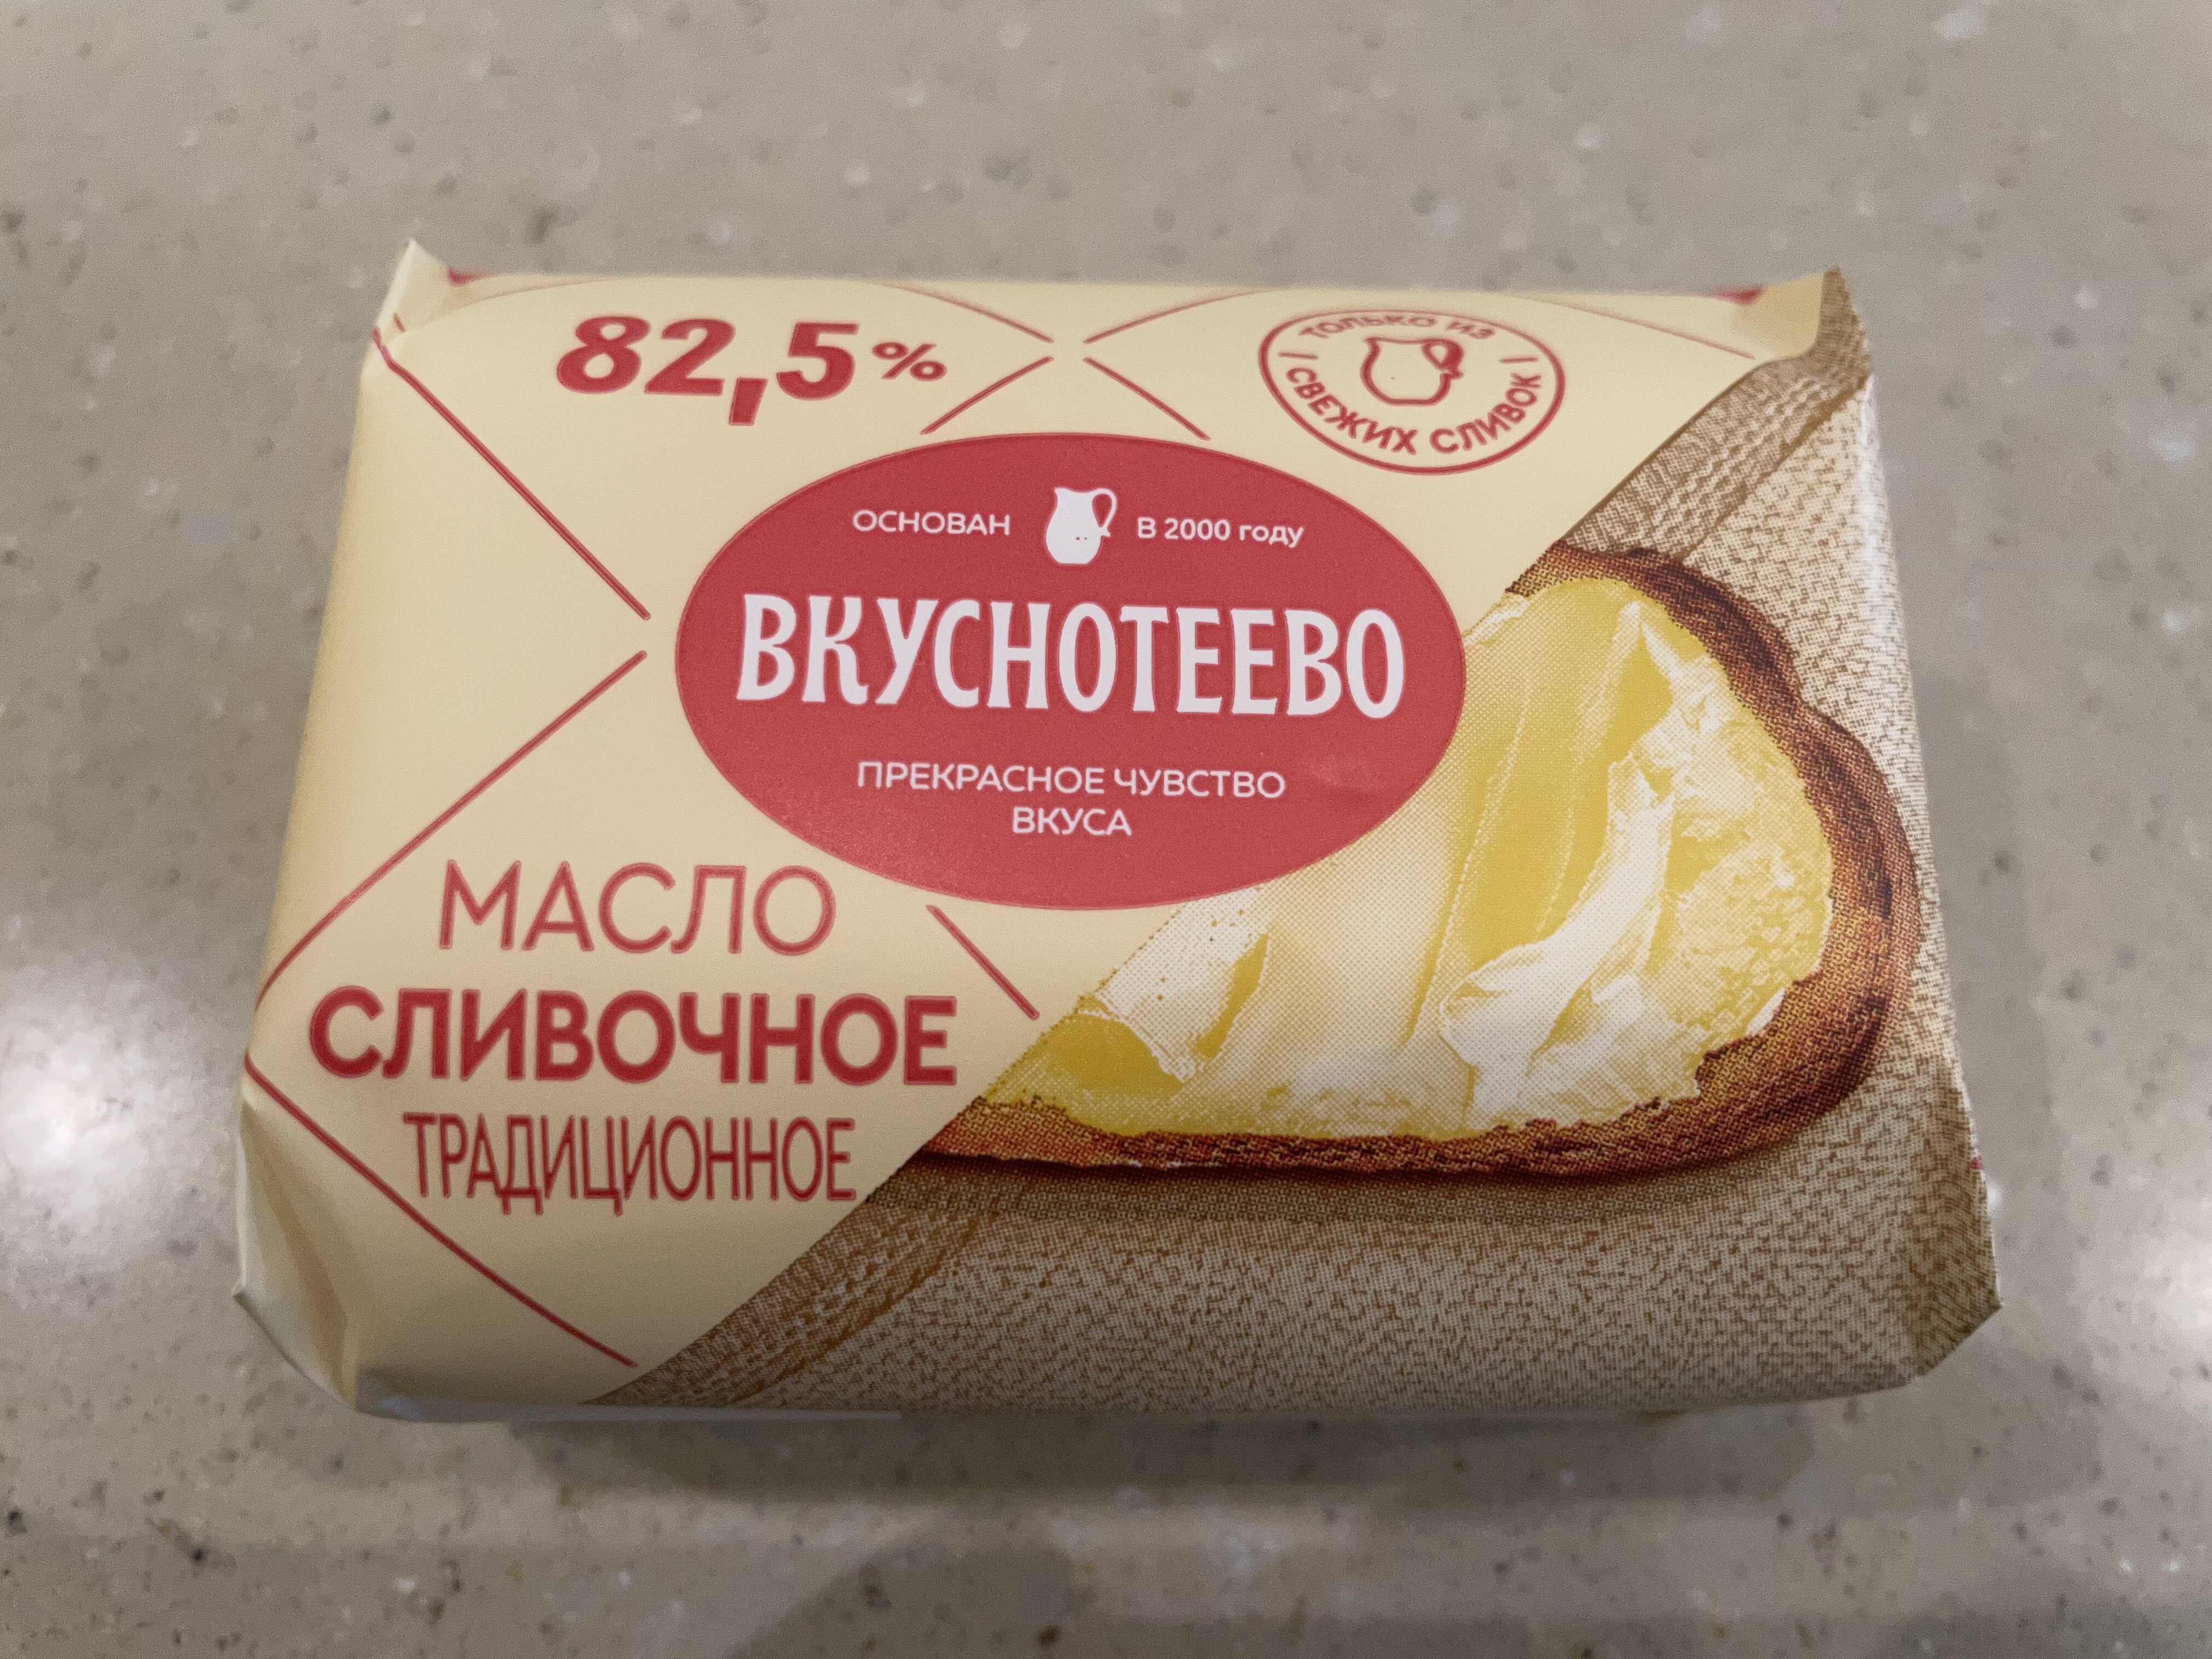 82,5%
ТОЛЬКО ИЗ
СВЕЖИХ СЛИВОК
ОСНОВАН В 2000 году
ВКУСНОТЕЕВО
ПРЕКРАСНОЕ ЧУВСТВО
ВКУСА
МАСЛО
СЛИВОЧНОЕ
ТРАДИЦИОННОЕ